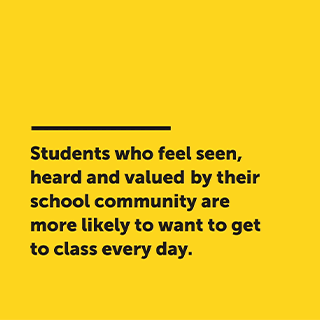 Students who feel seen,
heard and valued by their
school community are
more likely to want to get
to class every day.